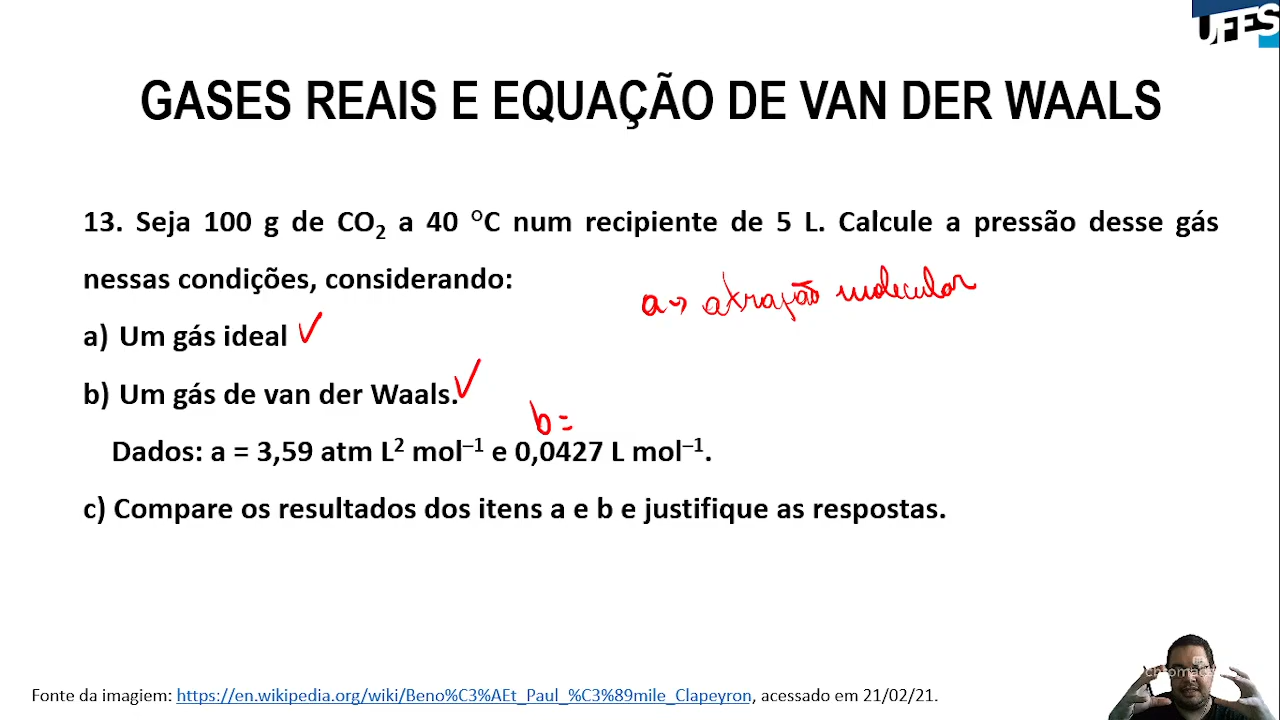 UFES
GASES REAIS E EQUAÇÃO DE VAN DER WAALS
13. Seja 100 g de CO₂ a 40 °C num recipiente de 5 L. Calcule a pressão desse gás
nessas condições, considerando:
a → atração molecular
a) Um gás ideal ✓
b) Um gás de van der Waals. ✓
b =
Dados: a = 3,59 atm L² mol⁻¹ e 0,0427 L mol⁻¹.
c) Compare os resultados dos itens a e b e justifique as respostas.
Fonte da imagiem: https://en.wikipedia.org/wiki/Beno%C3%AEt_Paul_%C3%89mile_Clapeyron, acessado em 21/02/21.